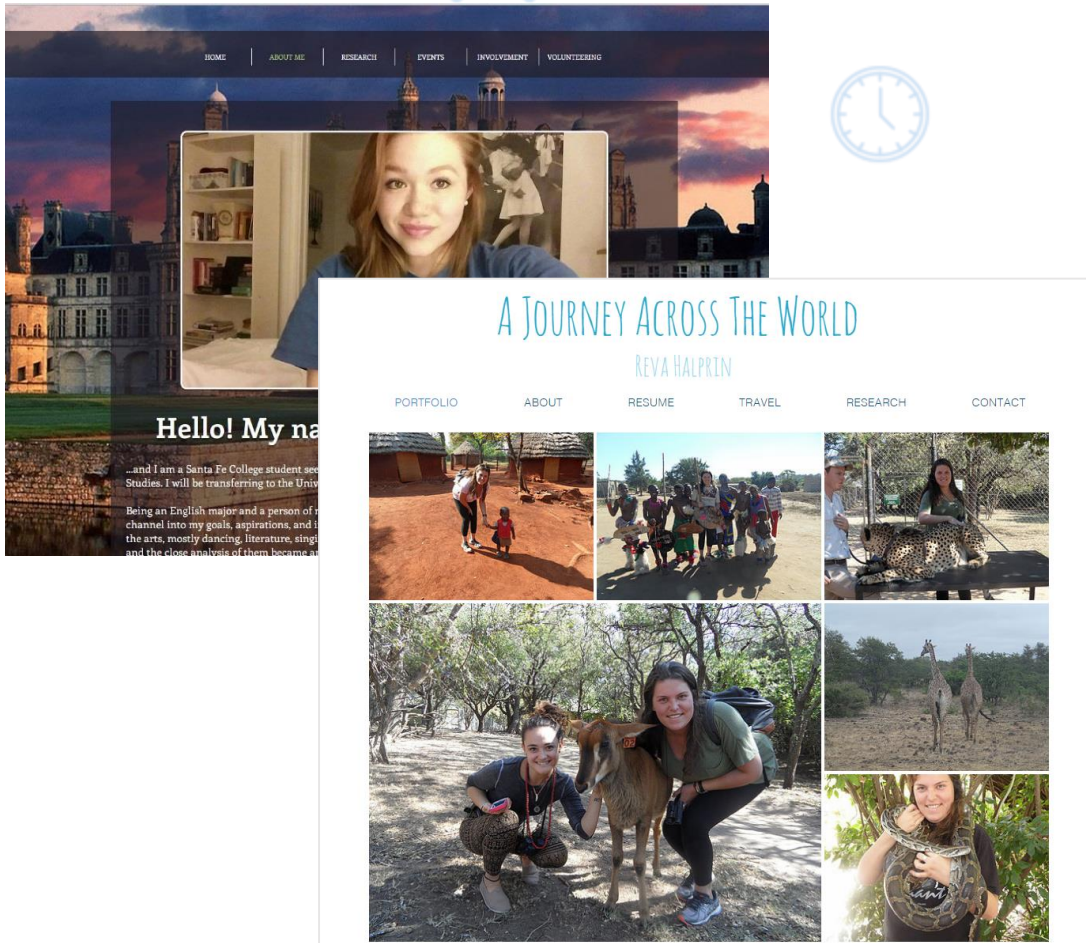 HOME ABOUT ME RESEARCH EVENTS INVOLVEMENT VOLUNTEERING
Hello! My na
...and I am a Santa Fe College student see
Studies. I will be transferring to the Univ
Being an English major and a person of
channel into my goals, aspirations, and i
the arts, mostly dancing, literature, singi
and the close analysis of them became a
A JOURNEY ACROSS THE WORLD
REVA HALPRIN
PORTFOLIO ABOUT RESUME TRAVEL RESEARCH CONTACT
02